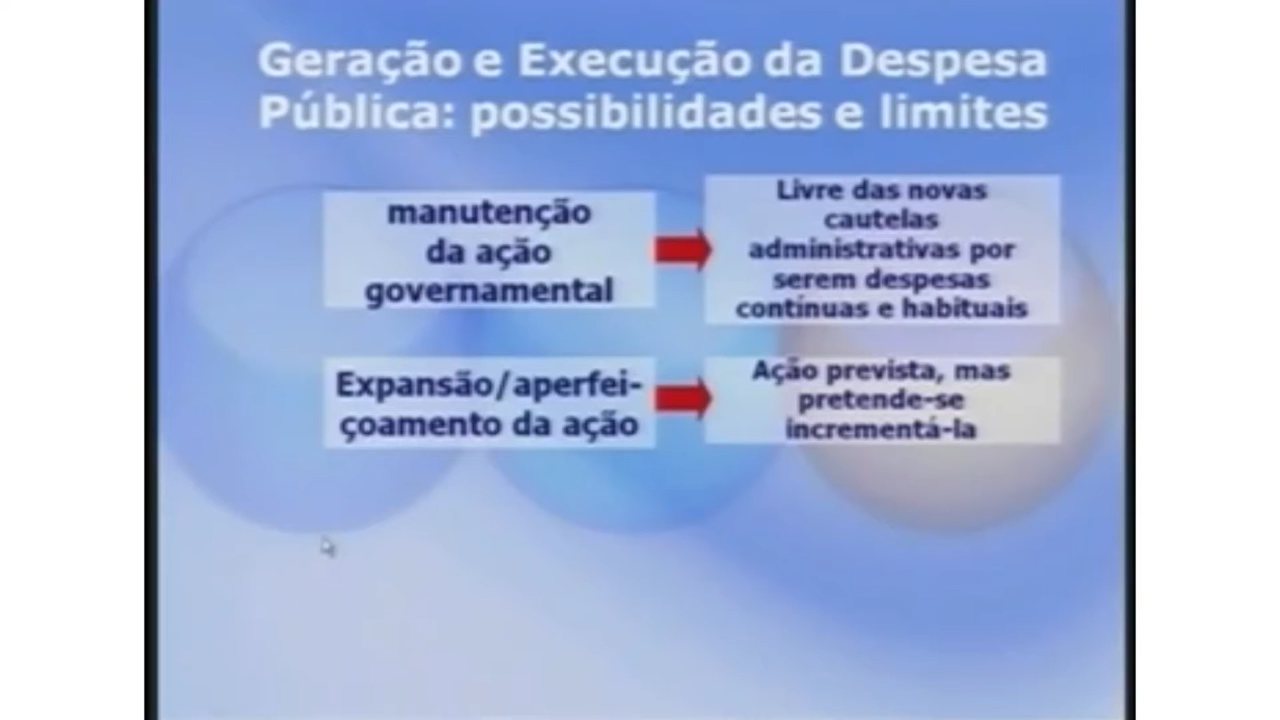 Geração e Execução da Despesa
Pública: possibilidades e limites
manutenção
da ação
governamental
Livre das novas
cautelas
administrativas por
serem despesas
contínuas e habituais
Expansão/aperfei-
çoamento da ação
Ação prevista, mas
pretende-se
incrementá-la